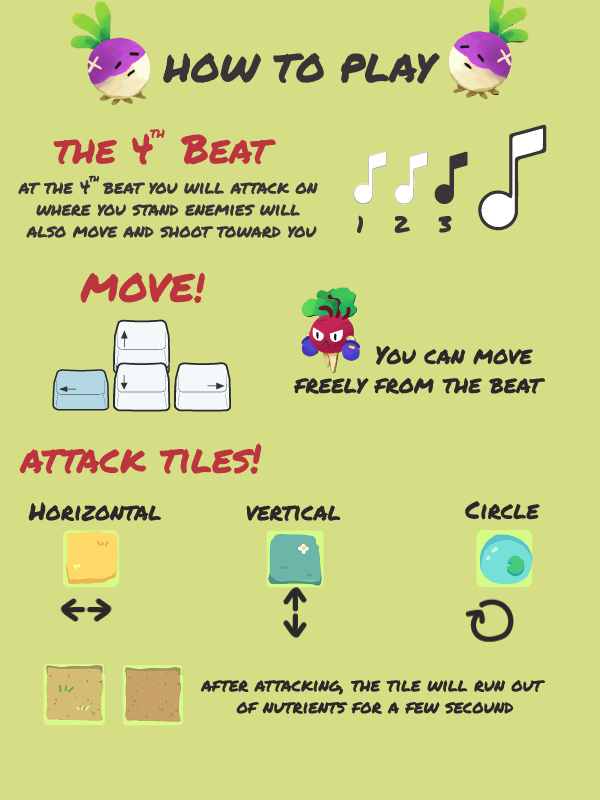 HOW TO PLAY
THE 4TH BEAT
AT THE 4TH BEAT YOU WILL ATTACK ON
WHERE YOU STAND ENEMIES WILL
ALSO MOVE AND SHOOT TOWARD YOU
1 2 3
MOVE!
YOU CAN MOVE
FREELY FROM THE BEAT
ATTACK TILES!
HORIZONTAL
VERTICAL
CIRCLE
AFTER ATTACKING, THE TILE WILL RUN OUT
OF NUTRIENTS FOR A FEW SECOUND